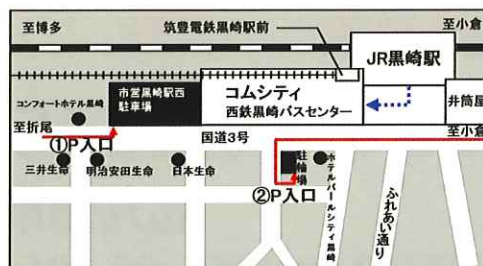 至博多
筑豊電鉄黒崎駅前
至小倉
JR黒崎駅
コンフォートホテル黒崎
市営黒崎駅西
駐車場
コムシティ
西鉄黒崎バスセンター
井筒屋
至折尾
国道3号
至小倉
①P入口
三井生命
明治安田生命
日本生命
駐輪場
②P入口
ホテルパールシティ黒崎
ふれあい通り